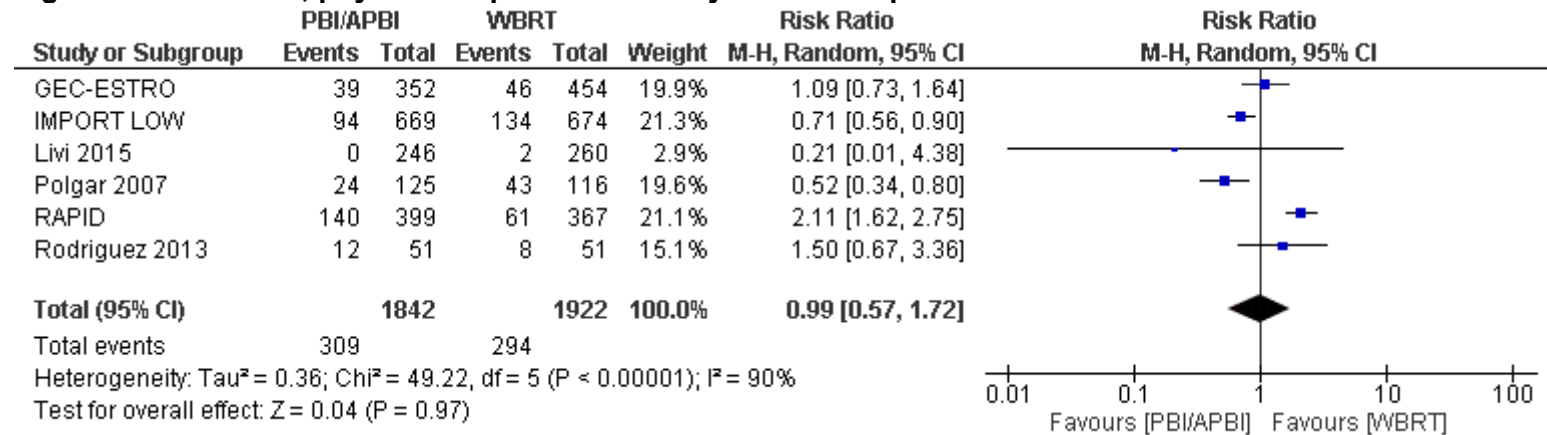 PBI/APBI WBRT Risk Ratio Risk Ratio
Study or Subgroup Events Total Events Total Weight M-H, Random, 95% CI M-H, Random, 95% CI
GEC-ESTRO 39 352 46 454 19.9% 1.09 [0.73, 1.64]
IMPORT LOW 94 669 134 674 21.3% 0.71 [0.56, 0.90]
Livi 2015 0 246 2 260 2.9% 0.21 [0.01, 4.38]
Polgar 2007 24 125 43 116 19.6% 0.52 [0.34, 0.80]
RAPID 140 399 61 367 21.1% 2.11 [1.62, 2.75]
Rodriguez 2013 12 51 8 51 15.1% 1.50 [0.67, 3.36]
Total (95% CI) 1842 1922 100.0% 0.99 [0.57, 1.72]
Total events 309 294
Heterogeneity: Tau² = 0.36; Chi² = 49.22, df = 5 (P < 0.00001); I² = 90%
Test for overall effect: Z = 0.04 (P = 0.97)
0.01 0.1 1 10 100
Favours [PBI/APBI] Favours [WBRT]